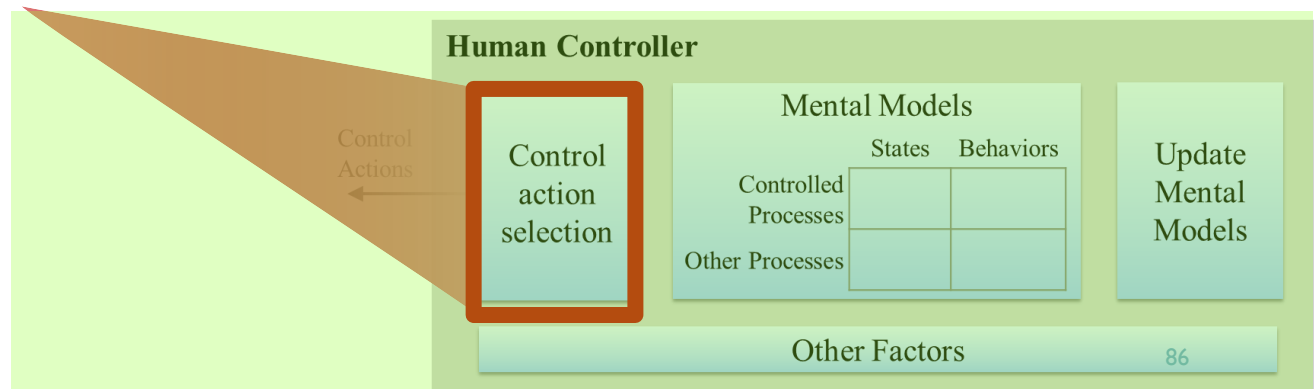 Human Controller
Control
Actions
Control
action
selection
Mental Models
States Behaviors
Controlled
Processes
Other Processes
Update
Mental
Models
Other Factors
86